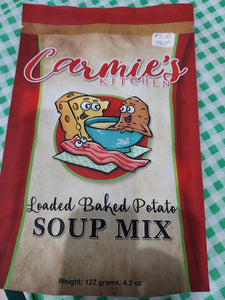 Carmie's
KITCHEN
Loaded Baked Potato
SOUP MIX
Weight: 122 grams, 4.3 oz